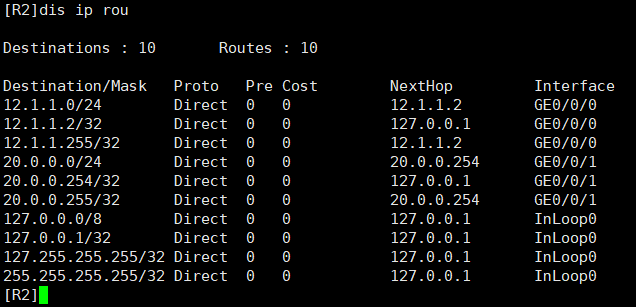 [R2]dis ip rou
Destinations : 10       Routes : 10
Destination/Mask   Proto   Pre Cost        NextHop         Interface
12.1.1.0/24        Direct  0   0           12.1.1.2        GE0/0/0
12.1.1.2/32        Direct  0   0           127.0.0.1       GE0/0/0
12.1.1.255/32      Direct  0   0           12.1.1.2        GE0/0/0
20.0.0.0/24        Direct  0   0           20.0.0.254      GE0/0/1
20.0.0.254/32      Direct  0   0           127.0.0.1       GE0/0/1
20.0.0.255/32      Direct  0   0           20.0.0.254      GE0/0/1
127.0.0.0/8        Direct  0   0           127.0.0.1       InLoop0
127.0.0.1/32       Direct  0   0           127.0.0.1       InLoop0
127.255.255.255/32 Direct  0   0           127.0.0.1       InLoop0
255.255.255.255/32 Direct  0   0           127.0.0.1       InLoop0
[R2]